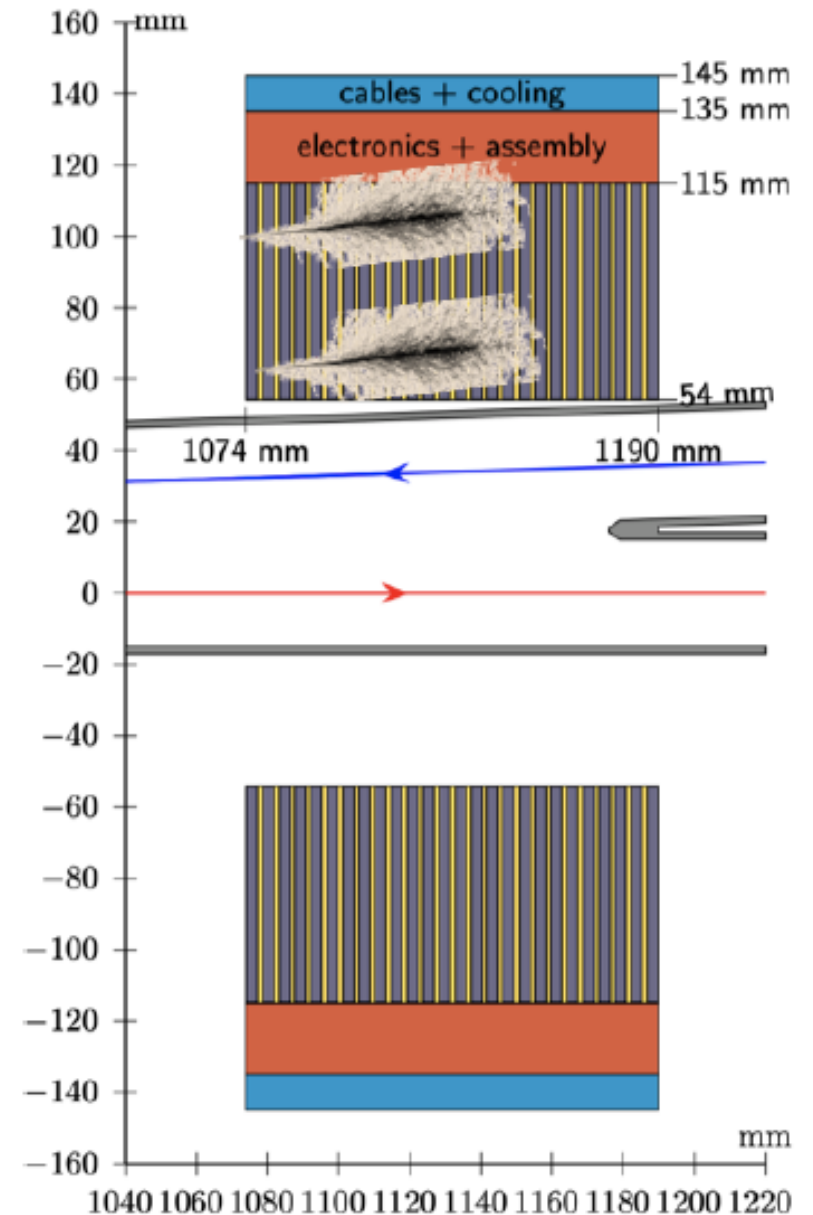 160 mm
145 mm
140
cables + cooling
135 mm
electronics + assembly
120
115 mm
100
80
60
54 mm
40
1074 mm
1190 mm
20
0
−20
−40
−60
−80
−100
−120
−140
mm
−160
1040 1060 1080 1100 1120 1140 1160 1180 1200 1220